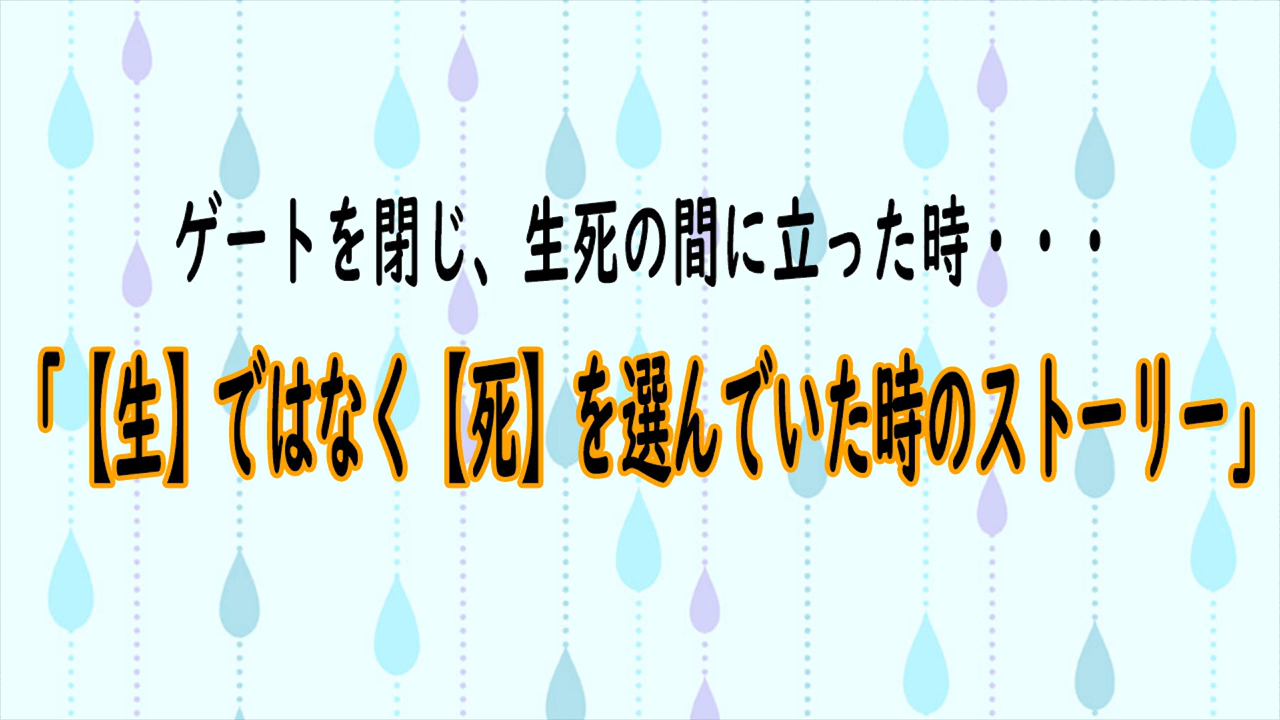 ゲートを閉じ、生死の間に立った時・・・
「【生】ではなく【死】を選んでいた時のストーリー」